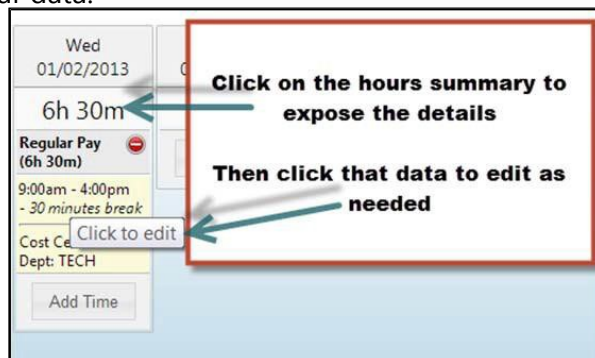 Wed
01/02/2013
6h 30m
Regular Pay
(6h 30m)
9:00am - 4:00pm
- 30 minutes break
Click to edit
Cost Ce
Dept: TECH
Add Time
Click on the hours summary to
expose the details
Then click that data to edit as
needed